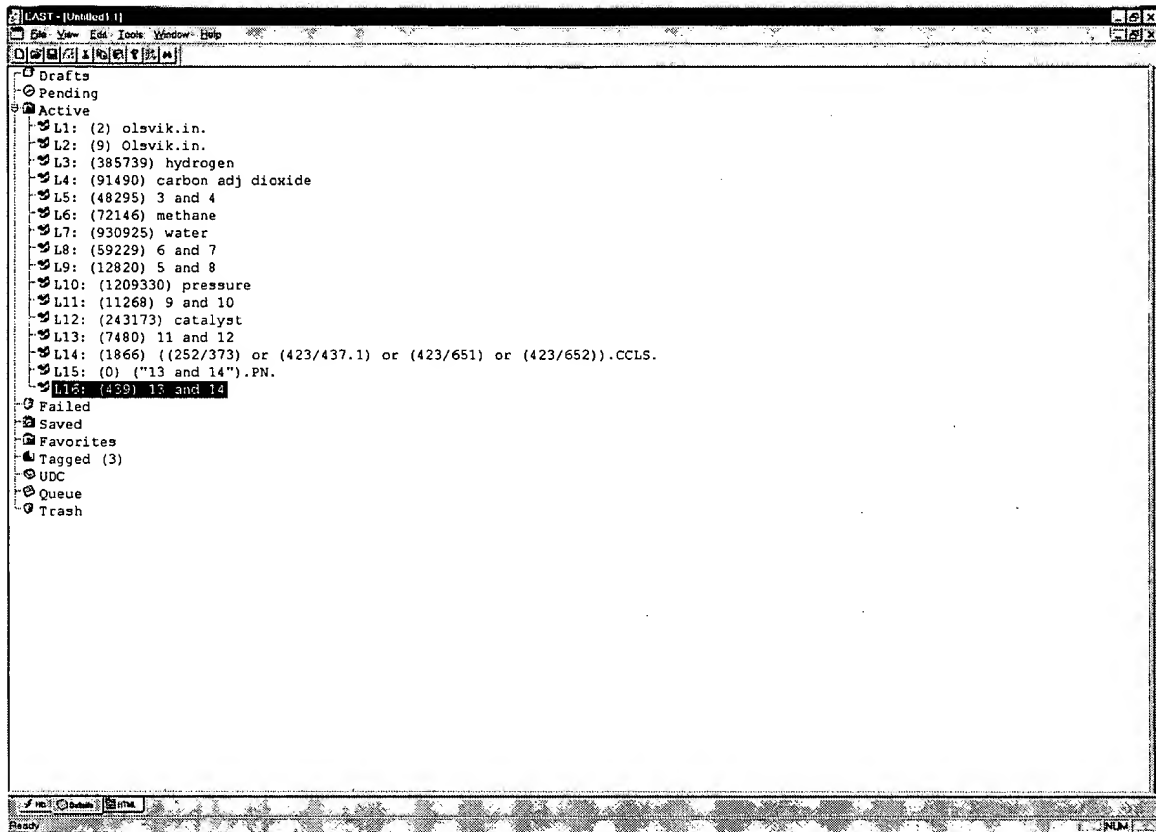 EAST - [Untitled1:1]
File View Edit Tools Window Help
Drafts
Pending
Active
L1: (2) olsvik.in.
L2: (9) Olsvik.in.
L3: (385739) hydrogen
L4: (91490) carbon adj dioxide
L5: (48295) 3 and 4
L6: (72146) methane
L7: (930925) water
L8: (59229) 6 and 7
L9: (12820) 5 and 8
L10: (1209330) pressure
L11: (11268) 9 and 10
L12: (243173) catalyst
L13: (7480) 11 and 12
L14: (1866) ((252/373) or (423/437.1) or (423/651) or (423/652)).CCLS.
L15: (0) ("13 and 14").PN.
L16: (439) 13 and 14
Failed
Saved
Favorites
Tagged (3)
UDC
Queue
Trash
Details HTML
Ready NUM